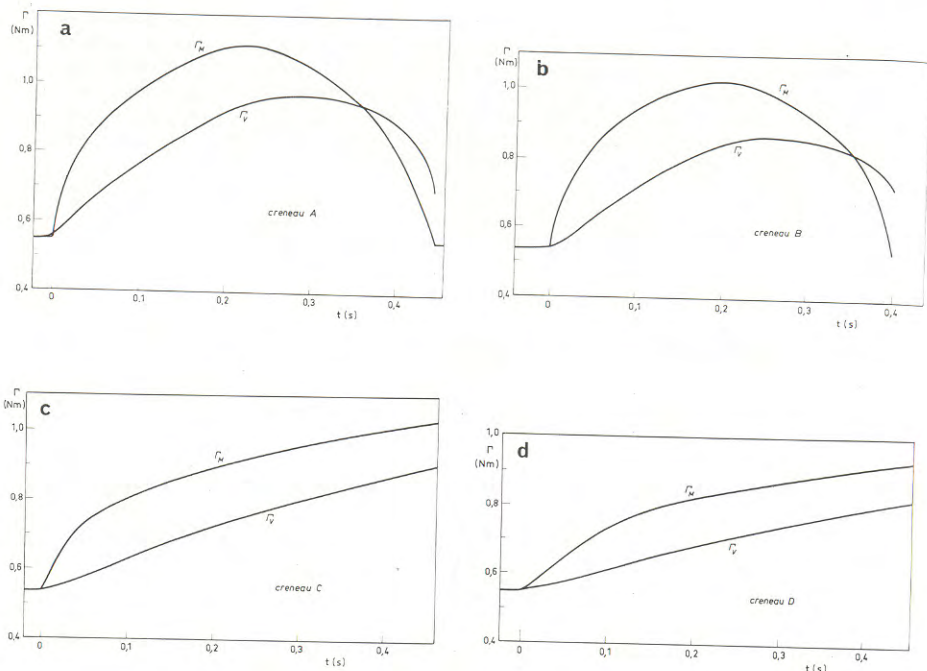 Γ
(Nm)
a
Γ_M
Γ_V
creneau A
1,0
0,8
0,6
0,4
0
0,1
0,2
0,3
0,4
t (s)
Γ
(Nm)
b
Γ_M
Γ_V
creneau B
1,0
0,8
0,6
0,4
0
0,1
0,2
0,3
0,4
t (s)
Γ
(Nm)
c
Γ_M
Γ_V
creneau C
1,0
0,8
0,6
0,4
0
0,1
0,2
0,3
0,4
t (s)
1,0
Γ
(Nm)
d
Γ_M
Γ_V
creneau D
0,8
0,6
0,4
0
0,1
0,2
0,3
0,4
t (s)